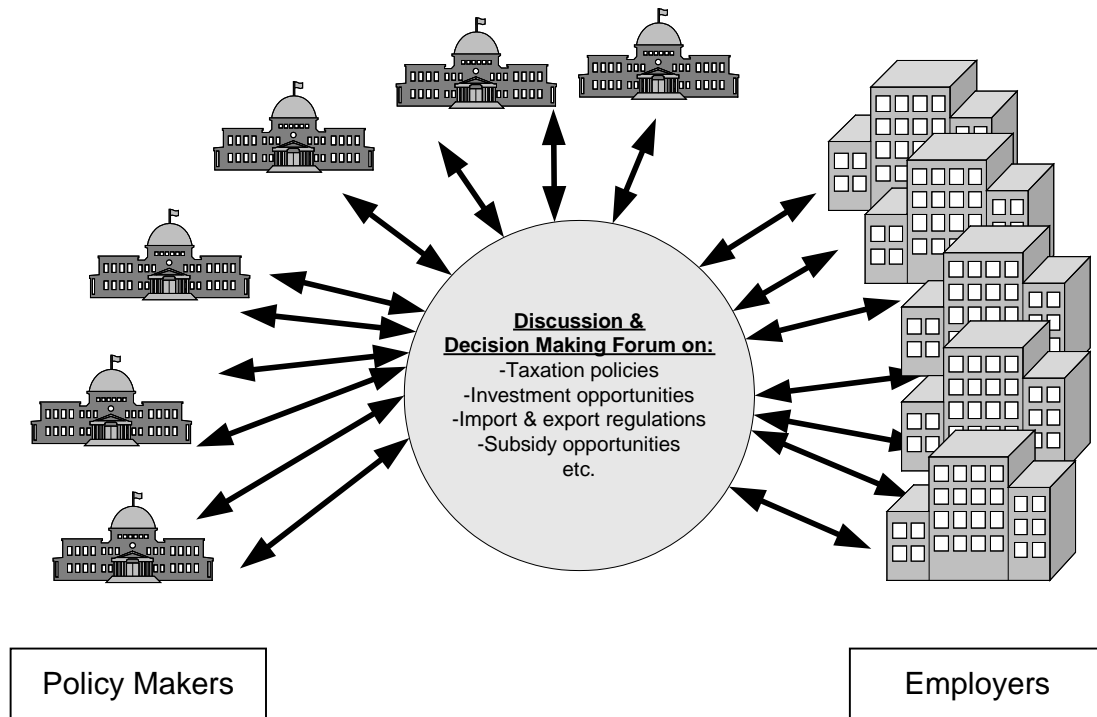 Discussion &
Decision Making Forum on:
-Taxation policies
-Investment opportunities
-Import & export regulations
-Subsidy opportunities
etc.
Policy Makers
Employers